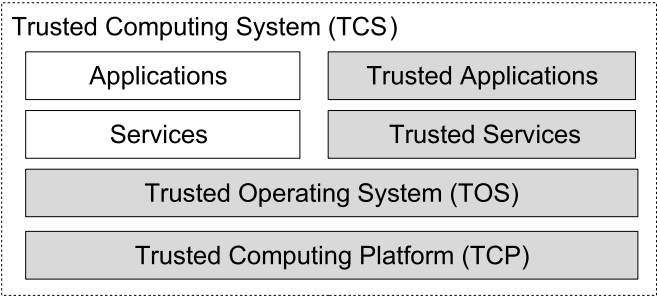 Trusted Computing System (TCS)
Applications
Trusted Applications
Services
Trusted Services
Trusted Operating System (TOS)
Trusted Computing Platform (TCP)